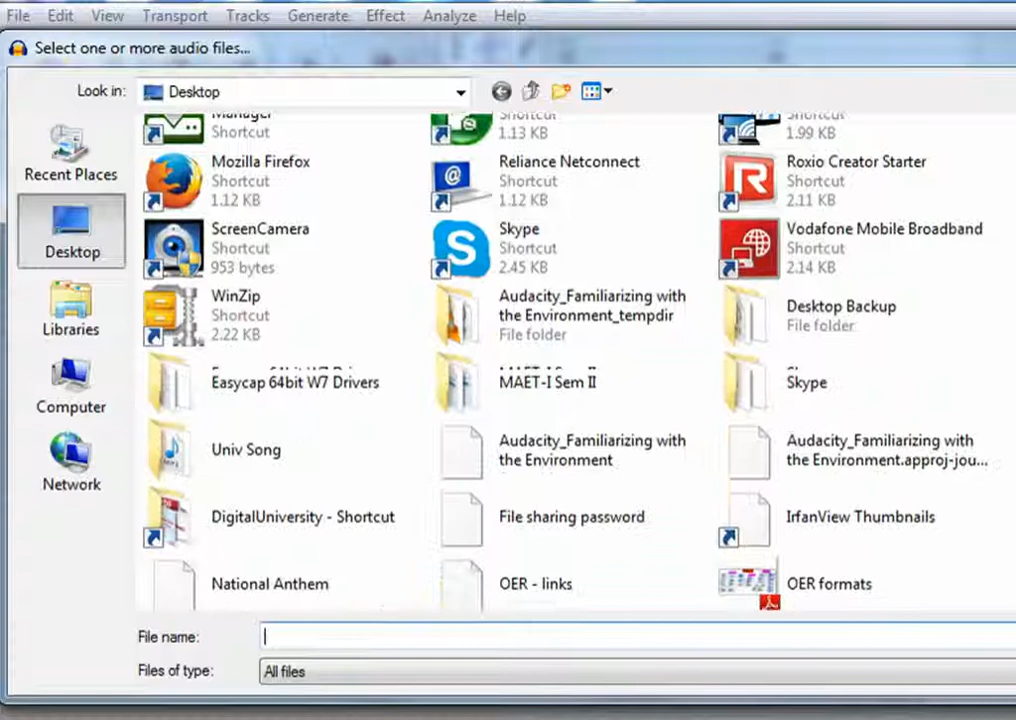 File Edit View Transport Tracks Generate Effect Analyze Help
Select one or more audio files...
Look in: Desktop
Manager
Shortcut
Shortcut
1.13 KB
Shortcut
1.99 KB
Mozilla Firefox
Shortcut
1.12 KB
Reliance Netconnect
Shortcut
1.12 KB
Roxio Creator Starter
Shortcut
2.11 KB
ScreenCamera
Shortcut
953 bytes
Skype
Shortcut
2.45 KB
Vodafone Mobile Broadband
Shortcut
2.14 KB
WinZip
Shortcut
2.22 KB
Audacity_Familiarizing with
the Environment_tempdir
File folder
Desktop Backup
File folder
Easycap 64bit W7 Drivers
MAET-I Sem II
Skype
Univ Song
Audacity_Familiarizing with
the Environment
Audacity_Familiarizing with
the Environment.approj-jou...
DigitalUniversity - Shortcut
File sharing password
IrfanView Thumbnails
National Anthem
OER - links
OER formats
Recent Places
Desktop
Libraries
Computer
Network
File name:
Files of type: All files